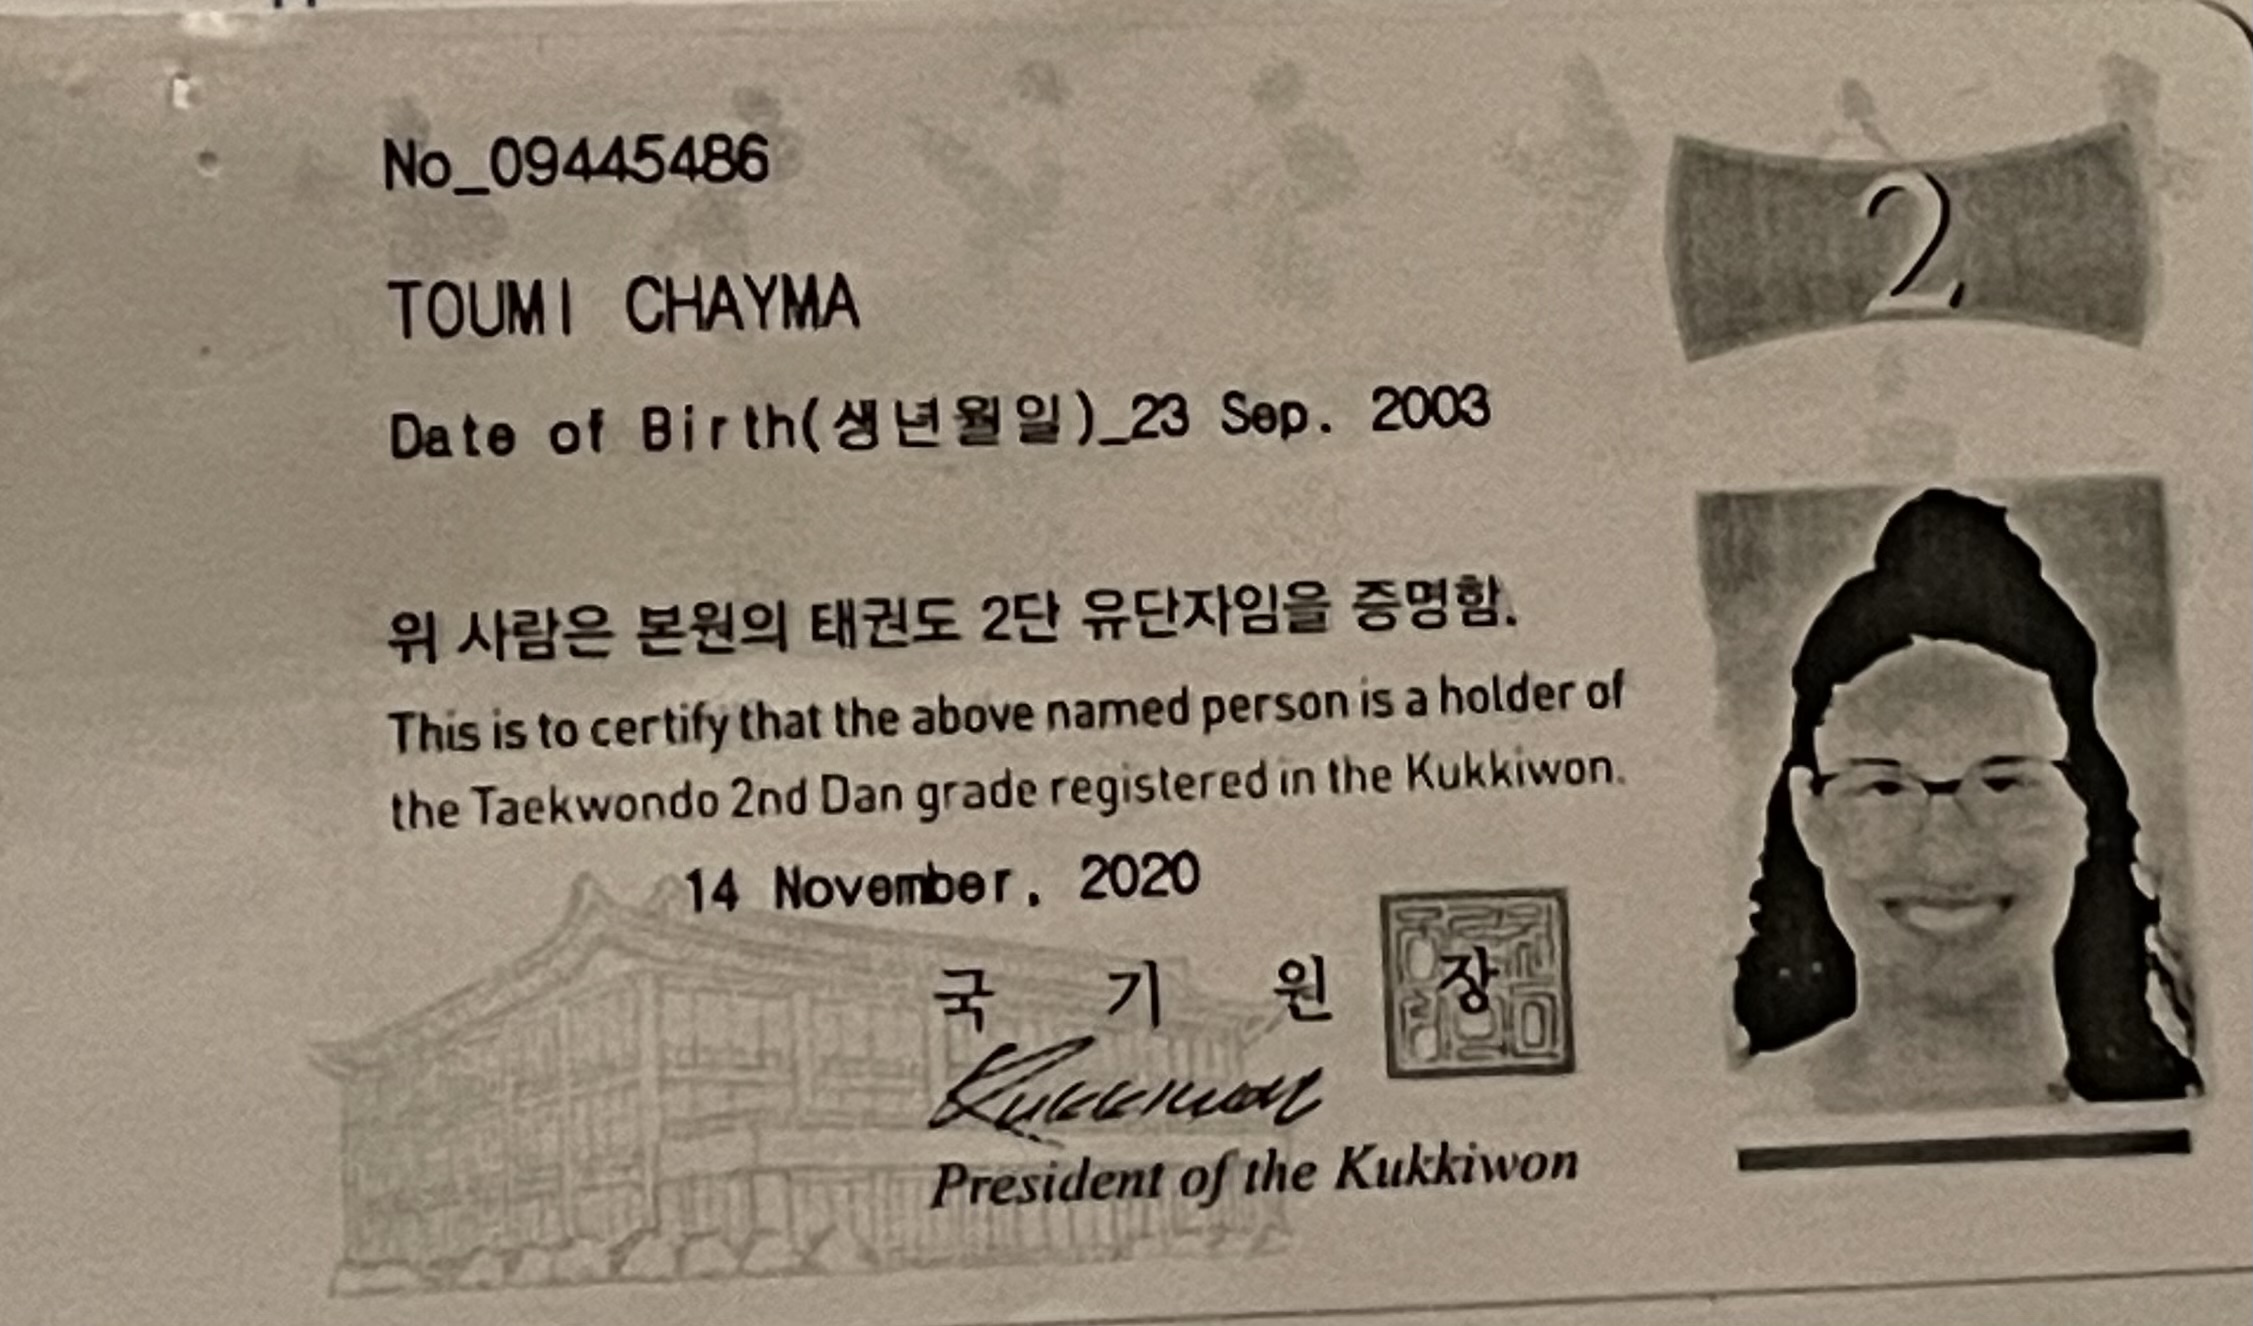 No_09445486
2
TOUMI CHAYMA
Date of Birth(생년월일)_23 Sep. 2003
위 사람은 본원의 태권도 2단 유단자임을 증명함.
This is to certify that the above named person is a holder of
the Taekwondo 2nd Dan grade registered in the Kukkiwon.
14 November, 2020
국 기 원 장
Kukkiwon
President of the Kukkiwon